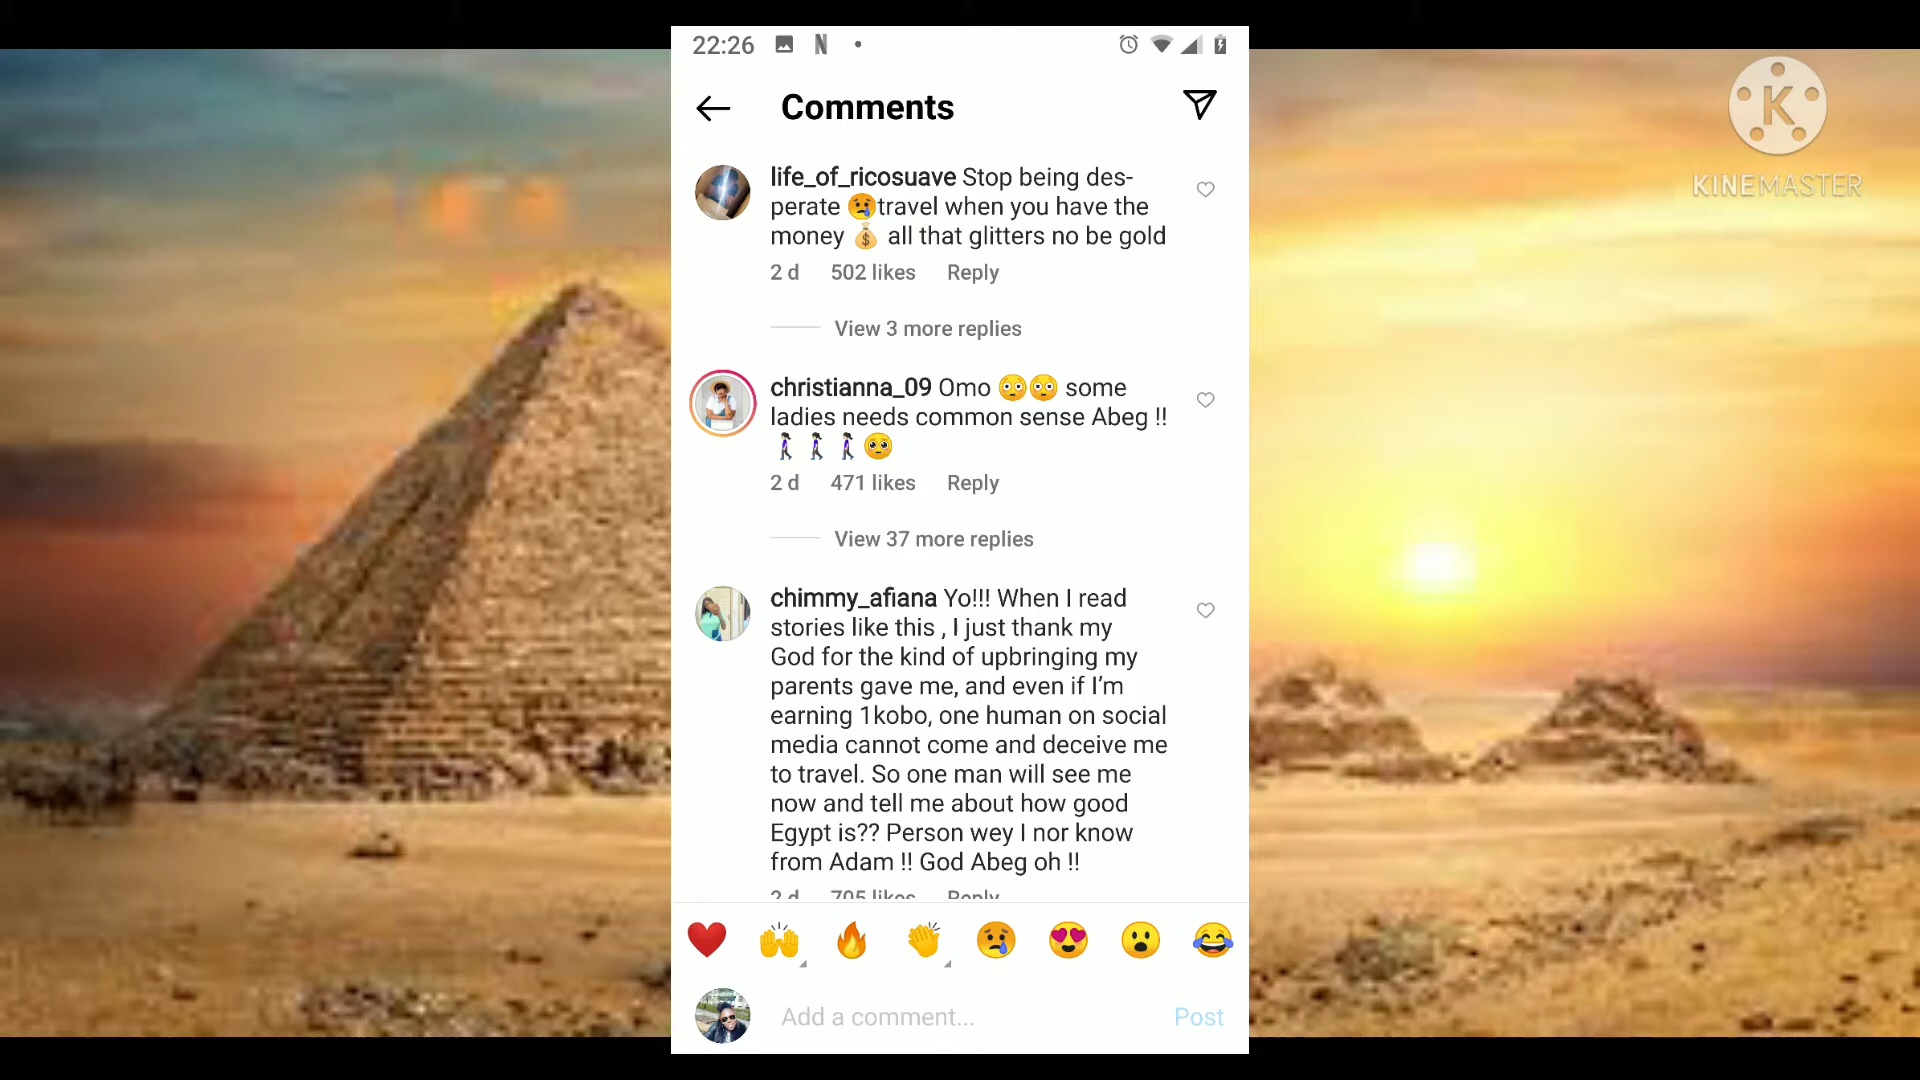 22:26
N
Comments
K
KINEMASTER
life_of_ricosuave Stop being des-
perate 😢travel when you have the
money 💰 all that glitters no be gold
2 d 502 likes Reply
View 3 more replies
christianna_09 Omo 😳😳 some
ladies needs common sense Abeg !!
🚶‍♀️🚶‍♀️🚶‍♀️🥺
2 d 471 likes Reply
View 37 more replies
chimmy_afiana Yo!!! When I read
stories like this , I just thank my
God for the kind of upbringing my
parents gave me, and even if I’m
earning 1kobo, one human on social
media cannot come and deceive me
to travel. So one man will see me
now and tell me about how good
Egypt is?? Person wey I nor know
from Adam !! God Abeg oh !!
2 d 705 likes Reply
Add a comment... Post